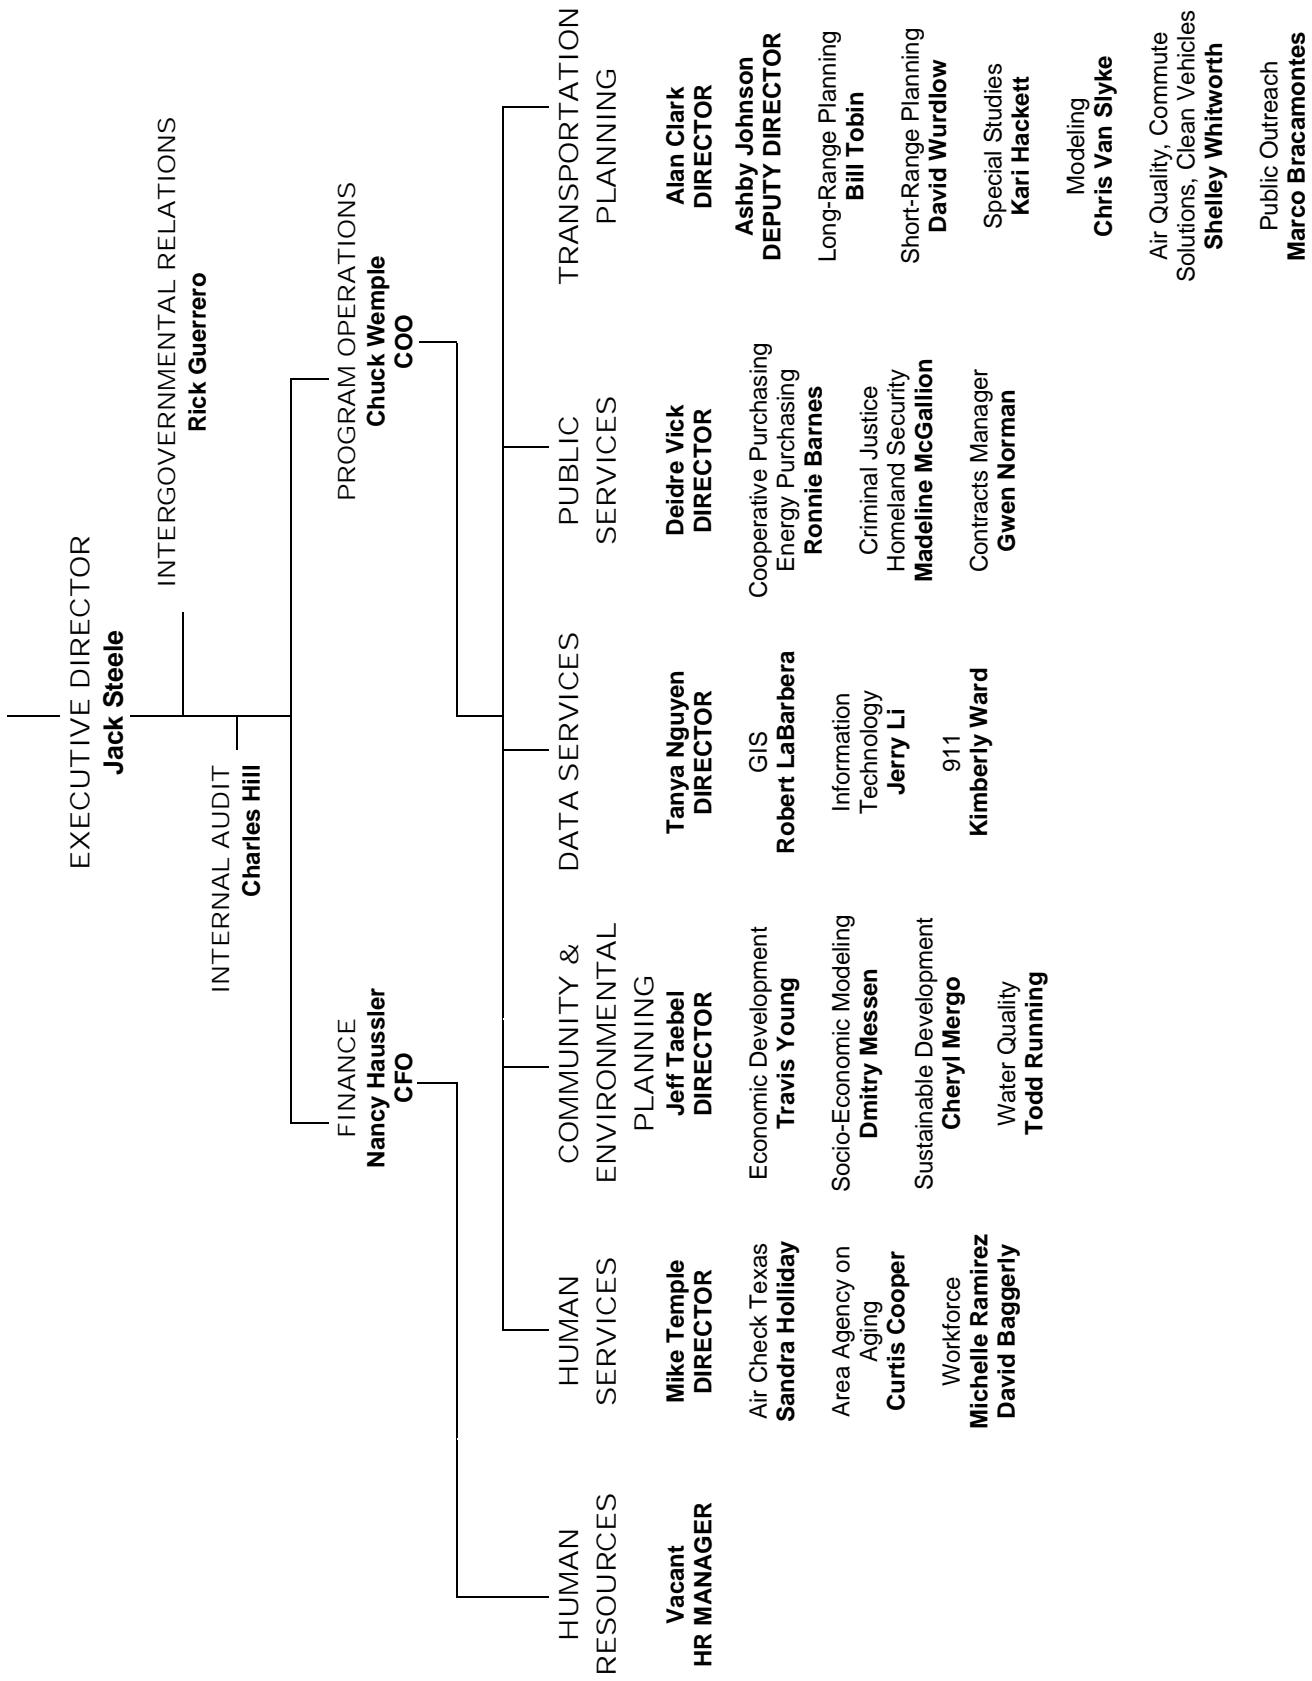 EXECUTIVE DIRECTOR
Jack Steele
INTERGOVERNMENTAL RELATIONS
Rick Guerrero
INTERNAL AUDIT
Charles Hill
FINANCE
Nancy Haussler
CFO
PROGRAM OPERATIONS
Chuck Wemple
COO
HUMAN
RESOURCES
Vacant
HR MANAGER
HUMAN
SERVICES
Mike Temple
DIRECTOR
Air Check Texas
Sandra Holliday
Area Agency on
Aging
Curtis Cooper
Workforce
Michelle Ramirez
David Baggerly
COMMUNITY &
ENVIRONMENTAL
PLANNING
Jeff Taebel
DIRECTOR
Economic Development
Travis Young
Socio-Economic Modeling
Dmitry Messen
Sustainable Development
Cheryl Mergo
Water Quality
Todd Running
DATA SERVICES
Tanya Nguyen
DIRECTOR
GIS
Robert LaBarbera
Information
Technology
Jerry Li
911
Kimberly Ward
PUBLIC
SERVICES
Deidre Vick
DIRECTOR
Cooperative Purchasing
Energy Purchasing
Ronnie Barnes
Criminal Justice
Homeland Security
Madeline McGallion
Contracts Manager
Gwen Norman
TRANSPORTATION
PLANNING
Alan Clark
DIRECTOR
Ashby Johnson
DEPUTY DIRECTOR
Long-Range Planning
Bill Tobin
Short-Range Planning
David Wurdlow
Special Studies
Kari Hackett
Modeling
Chris Van Slyke
Air Quality, Commute
Solutions, Clean Vehicles
Shelley Whitworth
Public Outreach
Marco Bracamontes